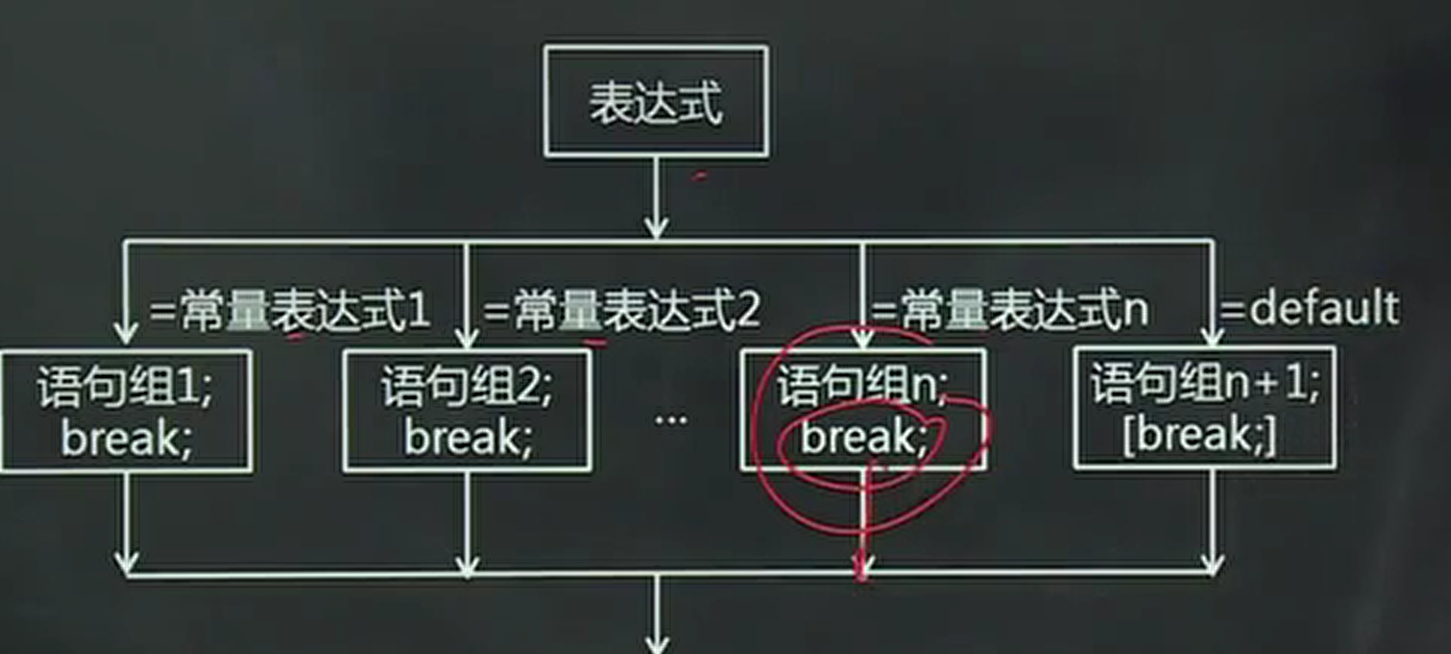 表达式
=常量表达式1
=常量表达式2
=常量表达式n
=default
语句组1;
break;
语句组2;
break;
...
语句组n;
break;
语句组n+1;
[break;]